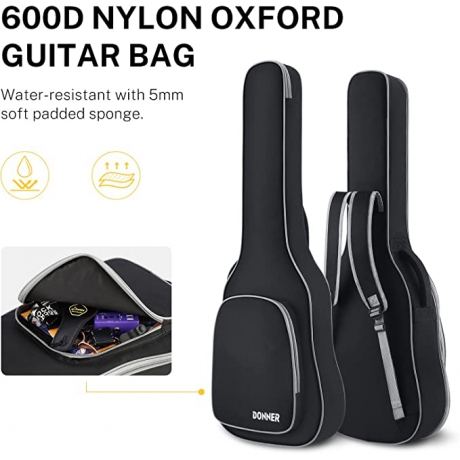 600D NYLON OXFORD
GUITAR BAG
Water-resistant with 5mm
soft padded sponge.
DONNER